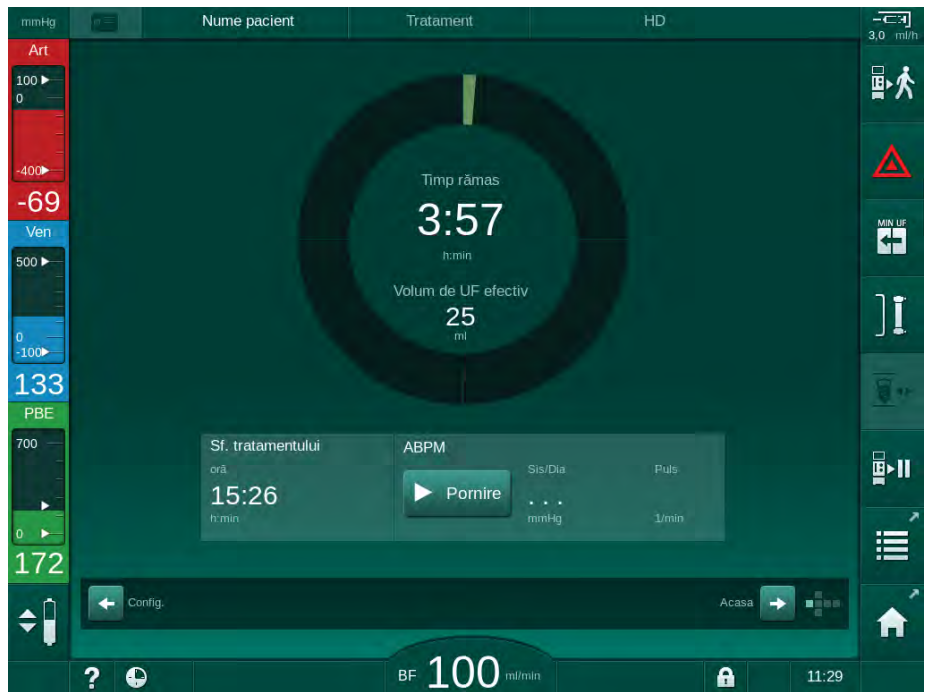 mmHg
Nume pacient
Tratament
HD
3,0 ml/h
Art
100
0
-400
-69
Ven
500
0
-100
133
PBE
700
0
172
MIN UF
Timp rămas
3:57
h:min
Volum de UF efectiv
25
ml
Sf. tratamentului
oră
15:26
h:min
ABPM
Pornire
Sis/Dia
. . .
mmHg
Puls
1/min
Config.
Acasa
?
BF 100 ml/min
11:29